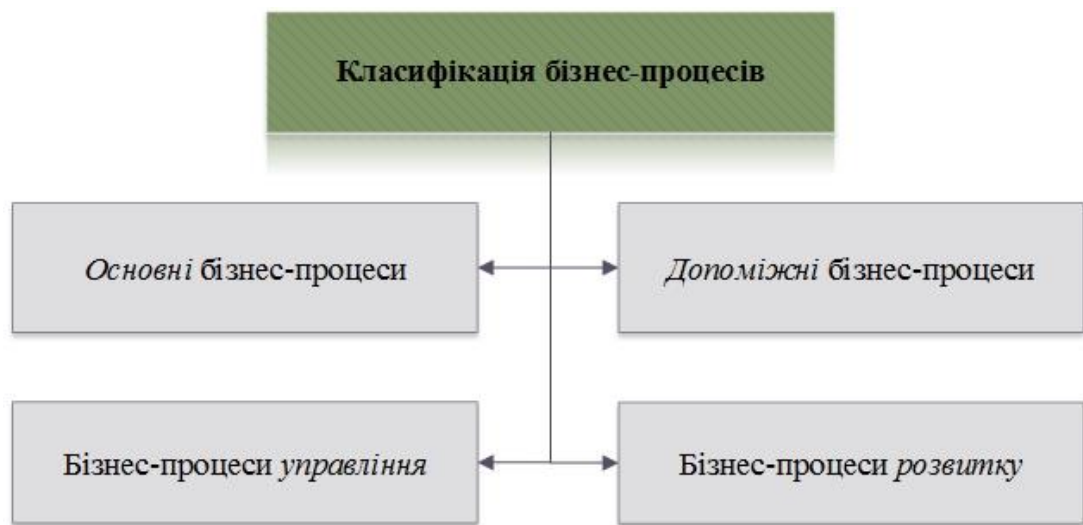 Класифікація бізнес-процесів
Основні бізнес-процеси
Допоміжні бізнес-процеси
Бізнес-процеси управління
Бізнес-процеси розвитку